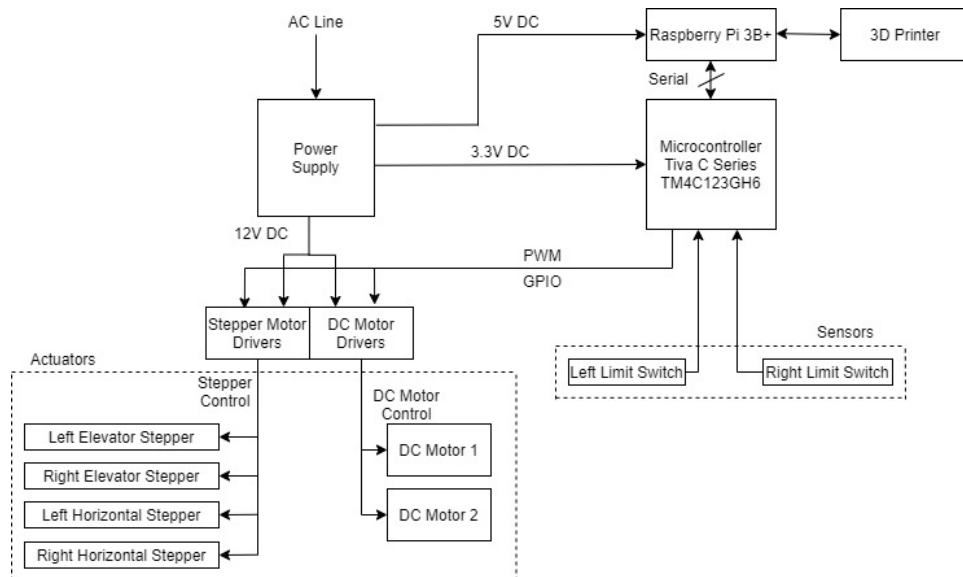 AC Line
5V DC
Raspberry Pi 3B+
3D Printer
Serial
Power
Supply
3.3V DC
Microcontroller
Tiva C Series
TM4C123GH6
12V DC
PWM
GPIO
Stepper Motor
Drivers
DC Motor
Drivers
Sensors
Left Limit Switch
Right Limit Switch
Actuators
Stepper
Control
DC Motor
Control
Left Elevator Stepper
Right Elevator Stepper
Left Horizontal Stepper
Right Horizontal Stepper
DC Motor 1
DC Motor 2